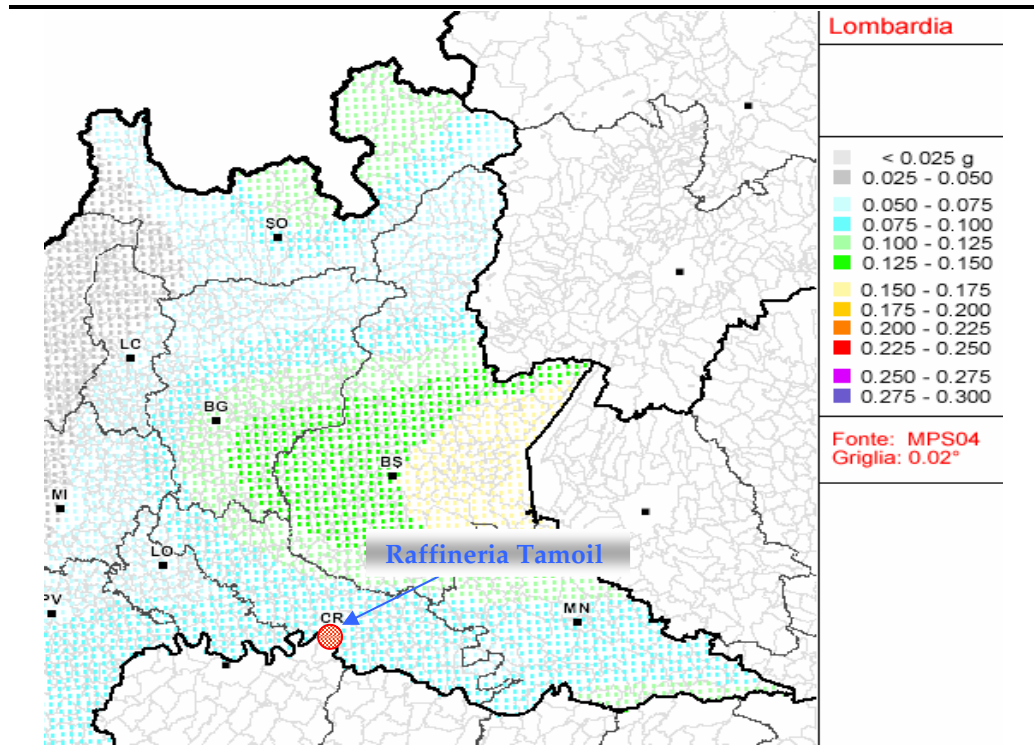 Lombardia
< 0.025 g
0.025 - 0.050
0.050 - 0.075
0.075 - 0.100
0.100 - 0.125
0.125 - 0.150
0.150 - 0.175
0.175 - 0.200
0.200 - 0.225
0.225 - 0.250
0.250 - 0.275
0.275 - 0.300
Fonte: MPS04
Griglia: 0.02°
SO
LC
BG
BS
MI
LO
Raffineria Tamoil
PV
CR
MN